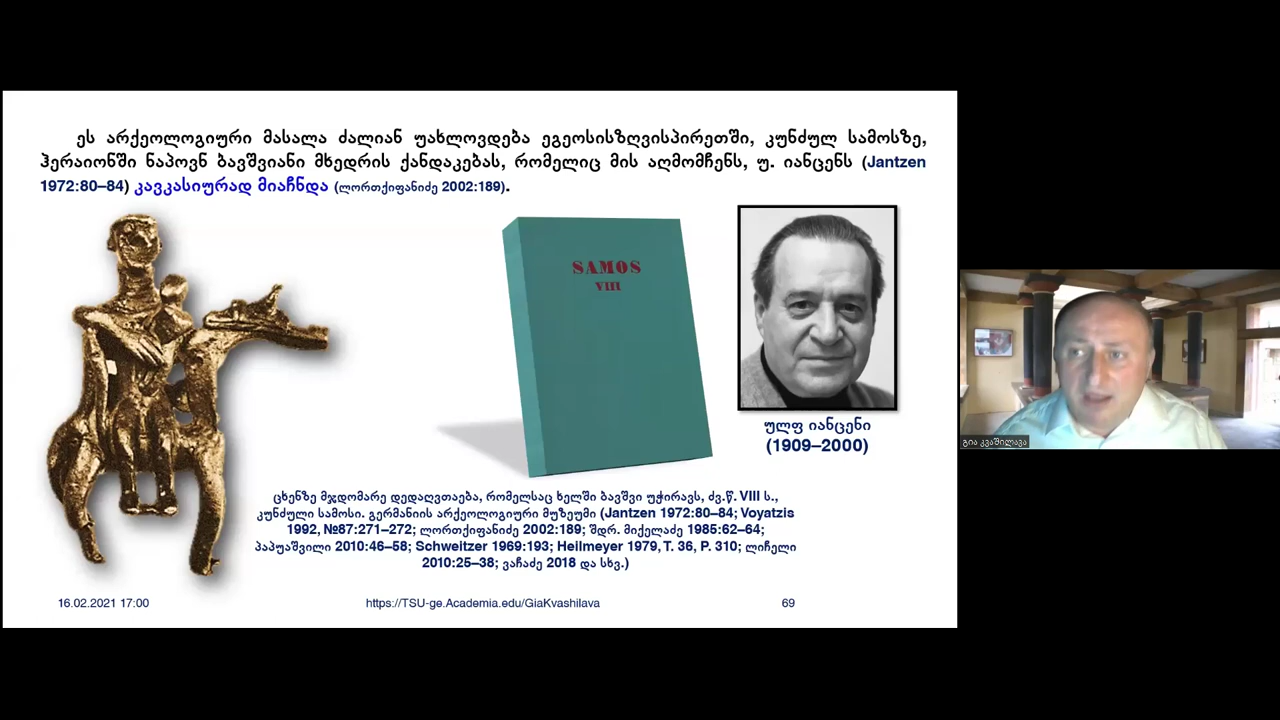 ეს არქეოლოგიური მასალა ძალიან უახლოვდება ეგეოსისზღვისპირეთში, კუნძულ სამოსზე,
ჰერაიონში ნაპოვნ ბავშვიანი მხედრის ქანდაკებას, რომელიც მის აღმომჩენს, უ. იანცენს (Jantzen
1972:80–84) კავკასიურად მიაჩნდა (ლორთქიფანიძე 2002:189).
SAMOS
VIII
ულფ იანცენი
(1909–2000)
ცხენზე მჯდომარე დედაღვთაება, რომელსაც ხელში ბავშვი უჭირავს, ძვ.წ. VIII ს.,
კუნძული სამოსი. გერმანიის არქეოლოგიური მუზეუმი (Jantzen 1972:80–84; Voyatzis
1992, №87:271–272; ლორთქიფანიძე 2002:189; შდრ. მიქელაძე 1985:62–64;
პაპუაშვილი 2010:46–58; Schweitzer 1969:193; Heilmeyer 1979, T. 36, P. 310; ლიჩელი
2010:25–38; ვაჩაძე 2018 და სხვ.)
16.02.2021 17:00
https://TSU-ge.Academia.edu/GiaKvashilava
69
გია კვაშილავა